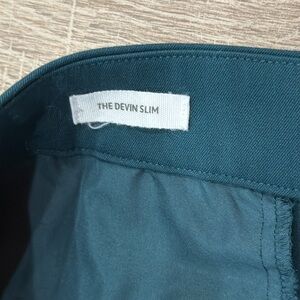 THE DEVIN SLIM